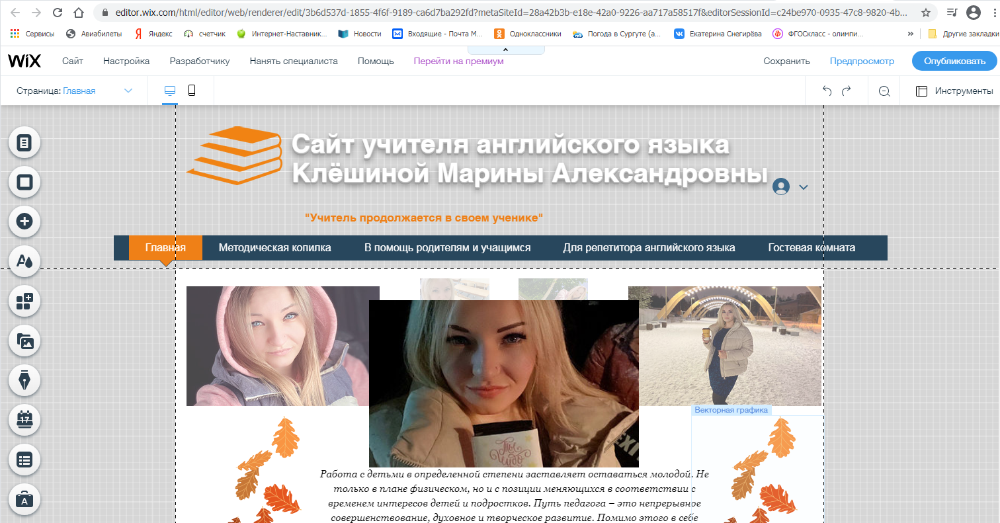 editor.wix.com/html/editor/web/renderer/edit/3b6d537d-1855-4f6f-9189-ca6d7ba292fd?metaSiteId=28a42b3b-e18e-42a0-9226-aa717a58517f&editorSessionId=c24be970-0935-47c8-9820-4b...
Сервисы Авиабилеты Яндекс счетчик Интернет-Наставник... Новости Входящие - Почта M... Одноклассники Погода в Сургуте (а... Екатерина Снегирёва ФГОСкласс - олимпи... » Другие закладки
WiX Сайт Настройка Разработчику Нанять специалиста Помощь Перейти на премиум Сохранить Предпросмотр Опубликовать
Страница: Главная Инструменты
Сайт учителя английского языка
Клёшиной Марины Александровны
"Учитель продолжается в своем ученике"
Главная Методическая копилка В помощь родителям и учащимся Для репетитора английского языка Гостевая комната
Векторная графика
Ты
Чудо
EXIT
17
Работа с детьми в определенной степени заставляет оставаться молодой. Не
только в плане физическом, но и с позиции меняющихся в соответствии с
временем интересов детей и подростков. Путь педагога – это непрерывное
совершенствование, духовное и творческое развитие. Помимо этого в себе